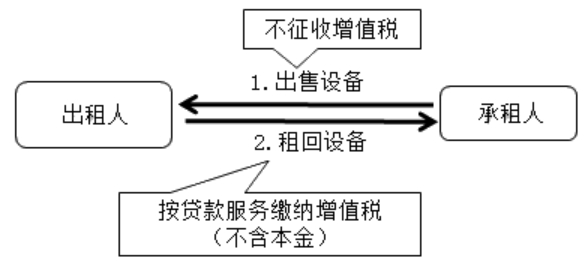 不征收增值税
1.出售设备
出租人
承租人
2.租回设备
按贷款服务缴纳增值税
（不含本金）